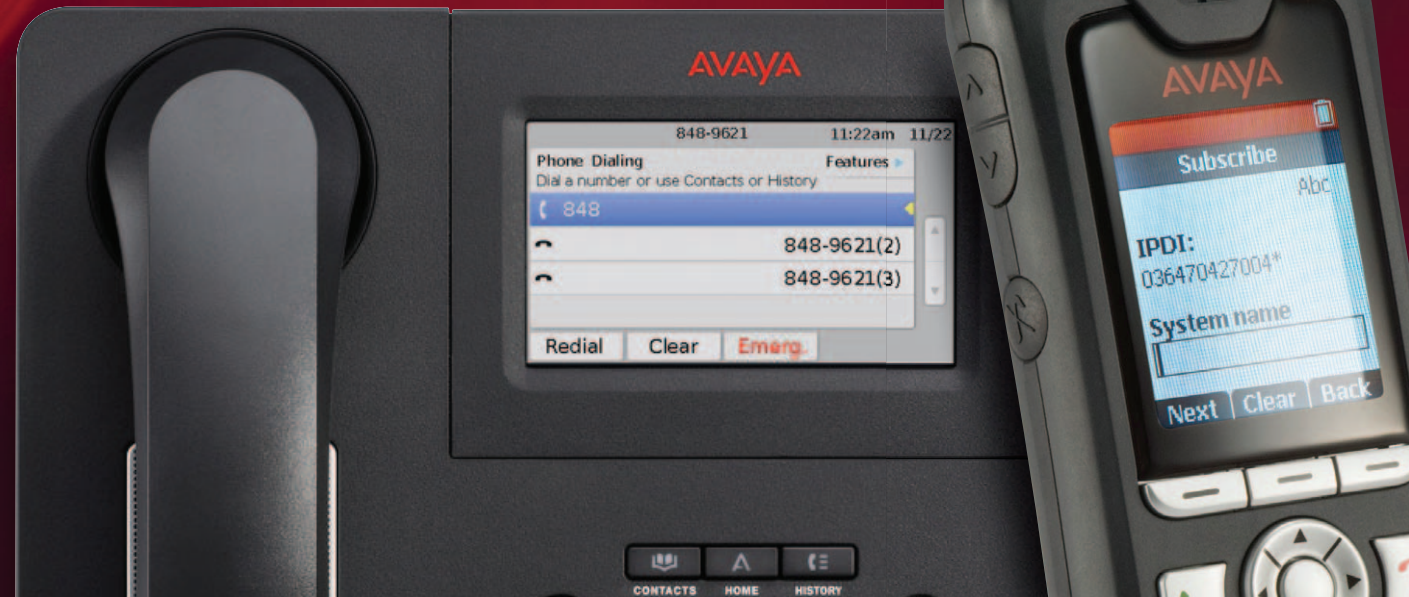 AVAYA
848-9621 11:22am 11/22
Phone Dialing Features
Dial a number or use Contacts or History
848
848-9621(2)
848-9621(3)
Redial Clear Emerg.
CONTACTS HOME HISTORY
AVAYA
Subscribe
Abc
IPDI:
036470427004*
System name
Next Clear Back